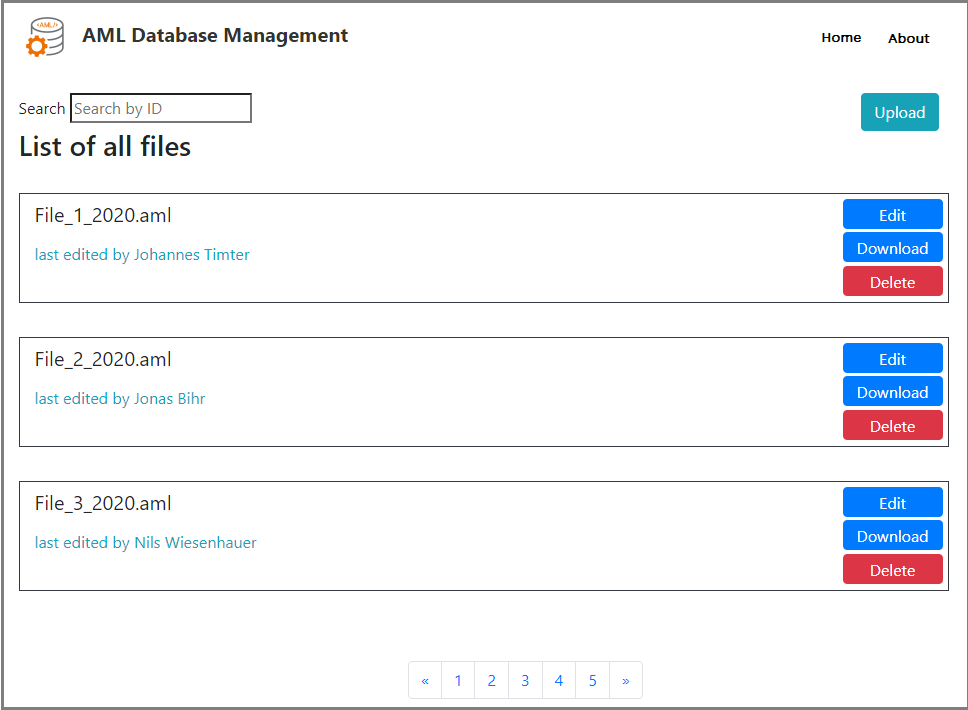 <AML/>
AML Database Management
Home
About
Search
Search by ID
Upload
List of all files
File_1_2020.aml
last edited by Johannes Timter
Edit
Download
Delete
File_2_2020.aml
last edited by Jonas Bihr
Edit
Download
Delete
File_3_2020.aml
last edited by Nils Wiesenhauer
Edit
Download
Delete
« 1 2 3 4 5 »